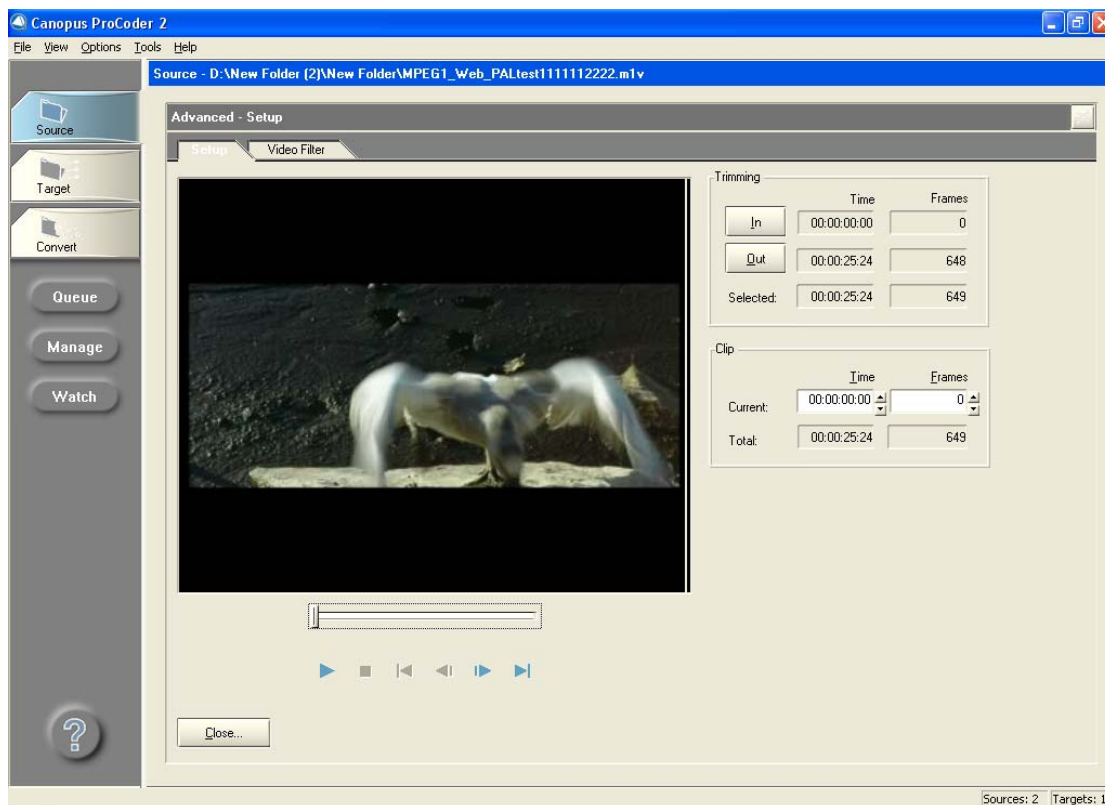 Canopus ProCoder 2
File View Options Tools Help
Source - D:\New Folder (2)\New Folder\MPEG1_Web_PALtest1111112222.m1v
Source
Target
Convert
Queue
Manage
Watch
Advanced - Setup
Setup Video Filter
Trimming
Time Frames
In 00:00:00:00 0
Out 00:00:25:24 648
Selected: 00:00:25:24 649
Clip
Time Frames
Current: 00:00:00:00 0
Total: 00:00:25:24 649
Close...
?
Sources: 2 Targets: 1